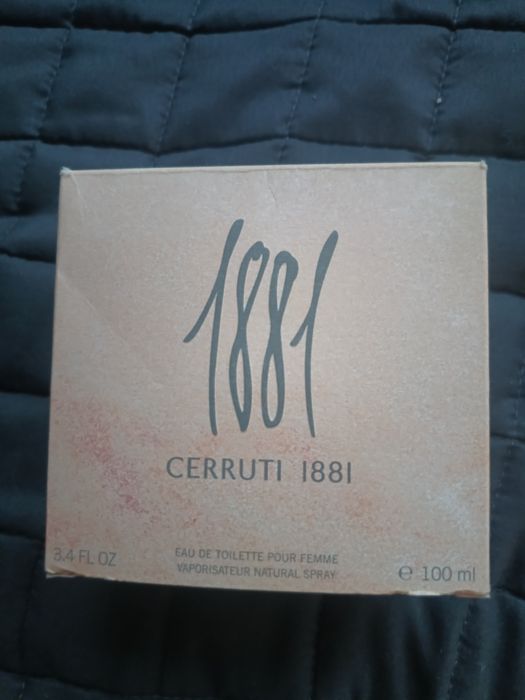 1881
CERRUTI 1881
3.4 FL OZ
EAU DE TOILETTE POUR FEMME
VAPORISATEUR NATURAL SPRAY
℮ 100 ml